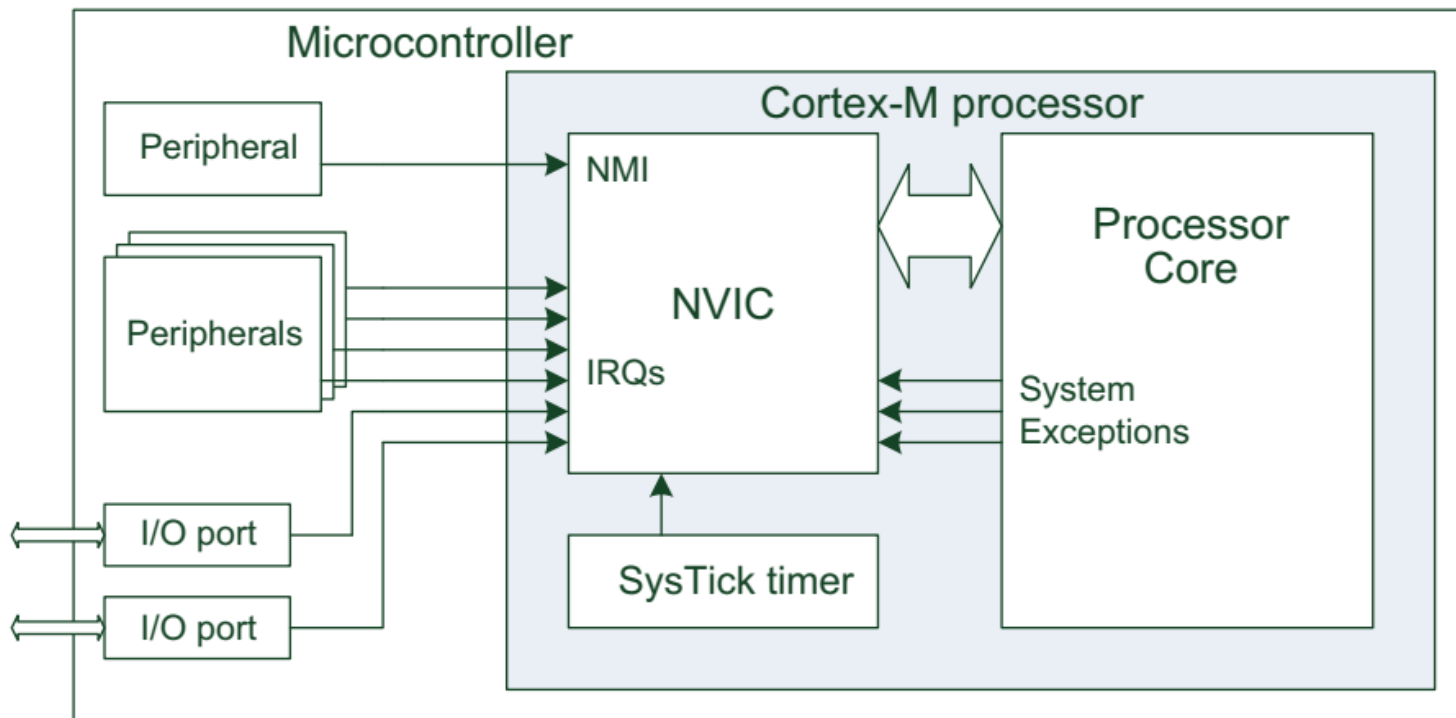 Microcontroller
Cortex-M processor
Peripheral
NMI
Processor
Core
NVIC
Peripherals
IRQs
System
Exceptions
I/O port
SysTick timer
I/O port